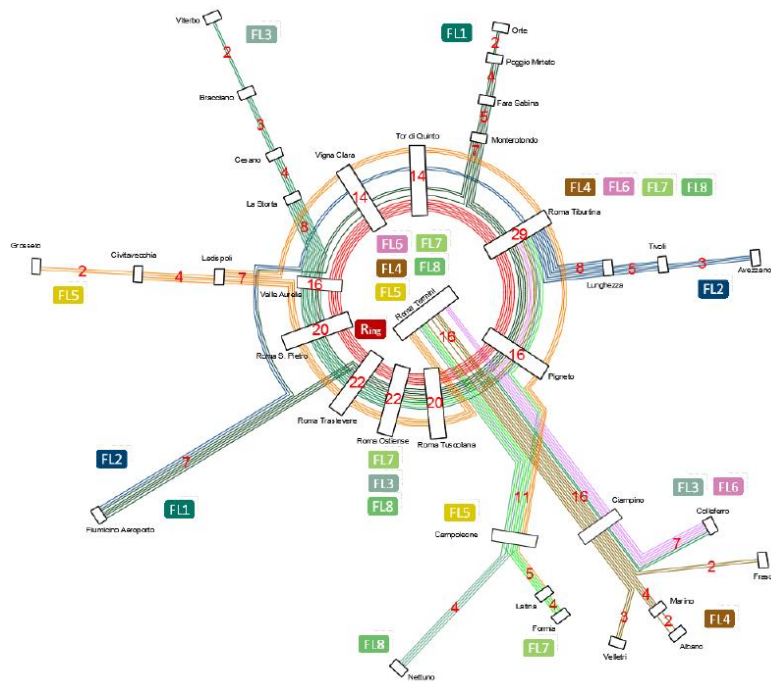 Viterbo
FL3
FL1
Orte
2
2
Poggio Mirteto
4
Bracciano
Fara Sabina
5
3
Tor di Quinto
Monterotondo
7
Cesano
Vigna Clara
4
La Storta
14
14
FL4 FL6 FL7 FL8
Roma Tiburtina
8
29
FL6 FL7
FL4 FL8
FL5
Grosseto
Civitavecchia
Ladispoli
2
4
7
FL5
Valle Aurelia
16
Tivoli
8
5
3
Lunghezza
Avezzano
FL2
Roma Termini
Ring
20
Roma S. Pietro
16
16
Pigneto
22
22
20
Roma Trastevere
Roma Ostiense
Roma Tuscolana
FL7
FL3
FL8
FL2
7
FL1
Fiumicino Aeroporto
FL5
11
16
Ciampino
FL3 FL6
Colleferro
7
Campoleone
2
Frasc
5
4
Latina
4
Formia
FL7
4
Marino
2
FL4
Albano
3
Velletri
FL8
Nettuno